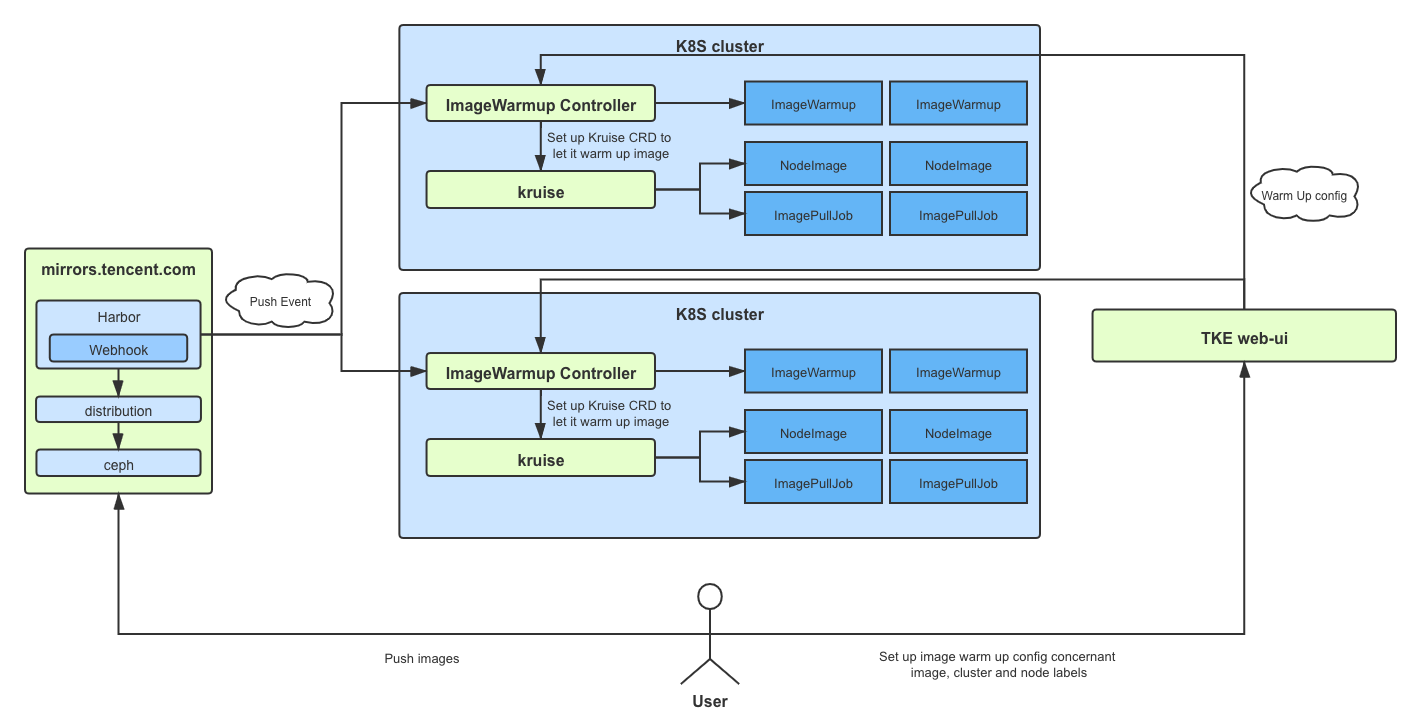 K8S cluster
ImageWarmup Controller
ImageWarmup
ImageWarmup
Set up Kruise CRD to
let it warm up image
NodeImage
NodeImage
kruise
ImagePullJob
ImagePullJob
Warm Up config
mirrors.tencent.com
Harbor
Webhook
distribution
ceph
Push Event
K8S cluster
ImageWarmup Controller
ImageWarmup
ImageWarmup
Set up Kruise CRD to
let it warm up image
NodeImage
NodeImage
kruise
ImagePullJob
ImagePullJob
TKE web-ui
Push images
Set up image warm up config concernant
image, cluster and node labels
User